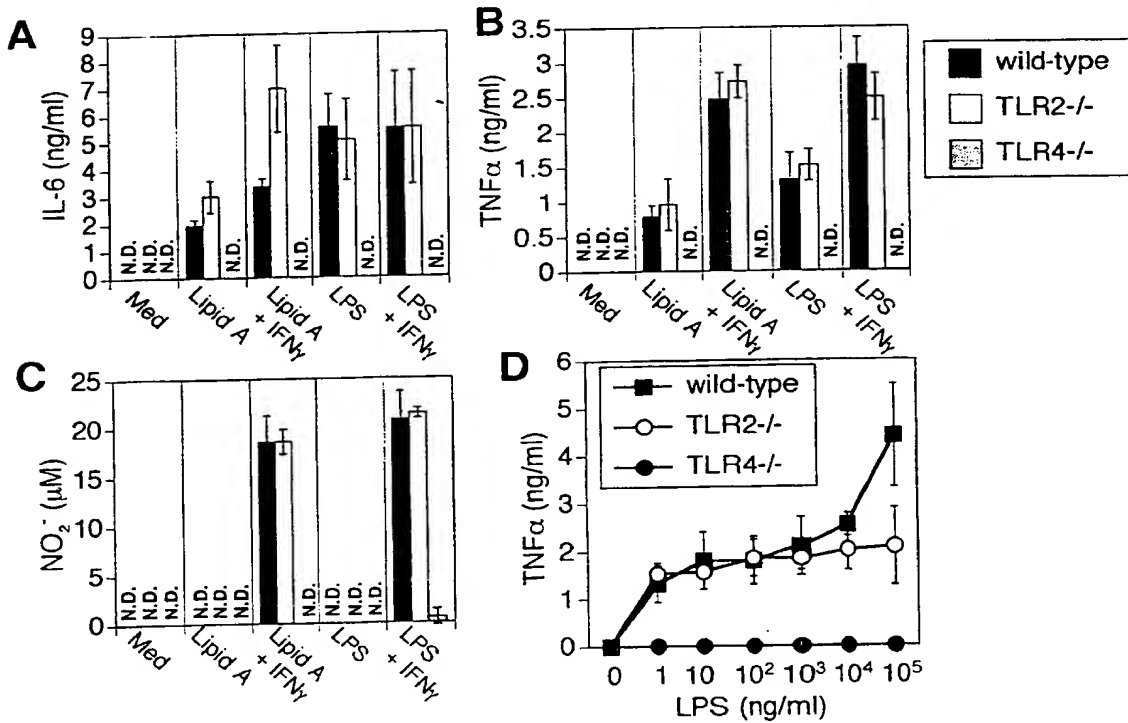 A
IL-6 (ng/ml)
9
8
7
6
5
4
3
2
1
0
N.D. N.D. N.D. N.D. N.D. N.D. N.D.
Med
Lipid A
Lipid A + IFNγ
LPS
LPS + IFNγ
B
TNFα (ng/ml)
3.5
3
2.5
2
1.5
1
0.5
0
N.D. N.D. N.D. N.D. N.D. N.D. N.D.
Med
Lipid A
Lipid A + IFNγ
LPS
LPS + IFNγ
wild-type
TLR2-/-
TLR4-/-
C
NO₂⁻ (μM)
25
20
15
10
5
0
N.D. N.D. N.D. N.D. N.D. N.D. N.D. N.D. N.D. N.D.
Med
Lipid A
Lipid A + IFNγ
LPS
LPS + IFNγ
D
wild-type
TLR2-/-
TLR4-/-
TNFα (ng/ml)
6
5
4
3
2
1
0
0 1 10 10² 10³ 10⁴ 10⁵
LPS (ng/ml)